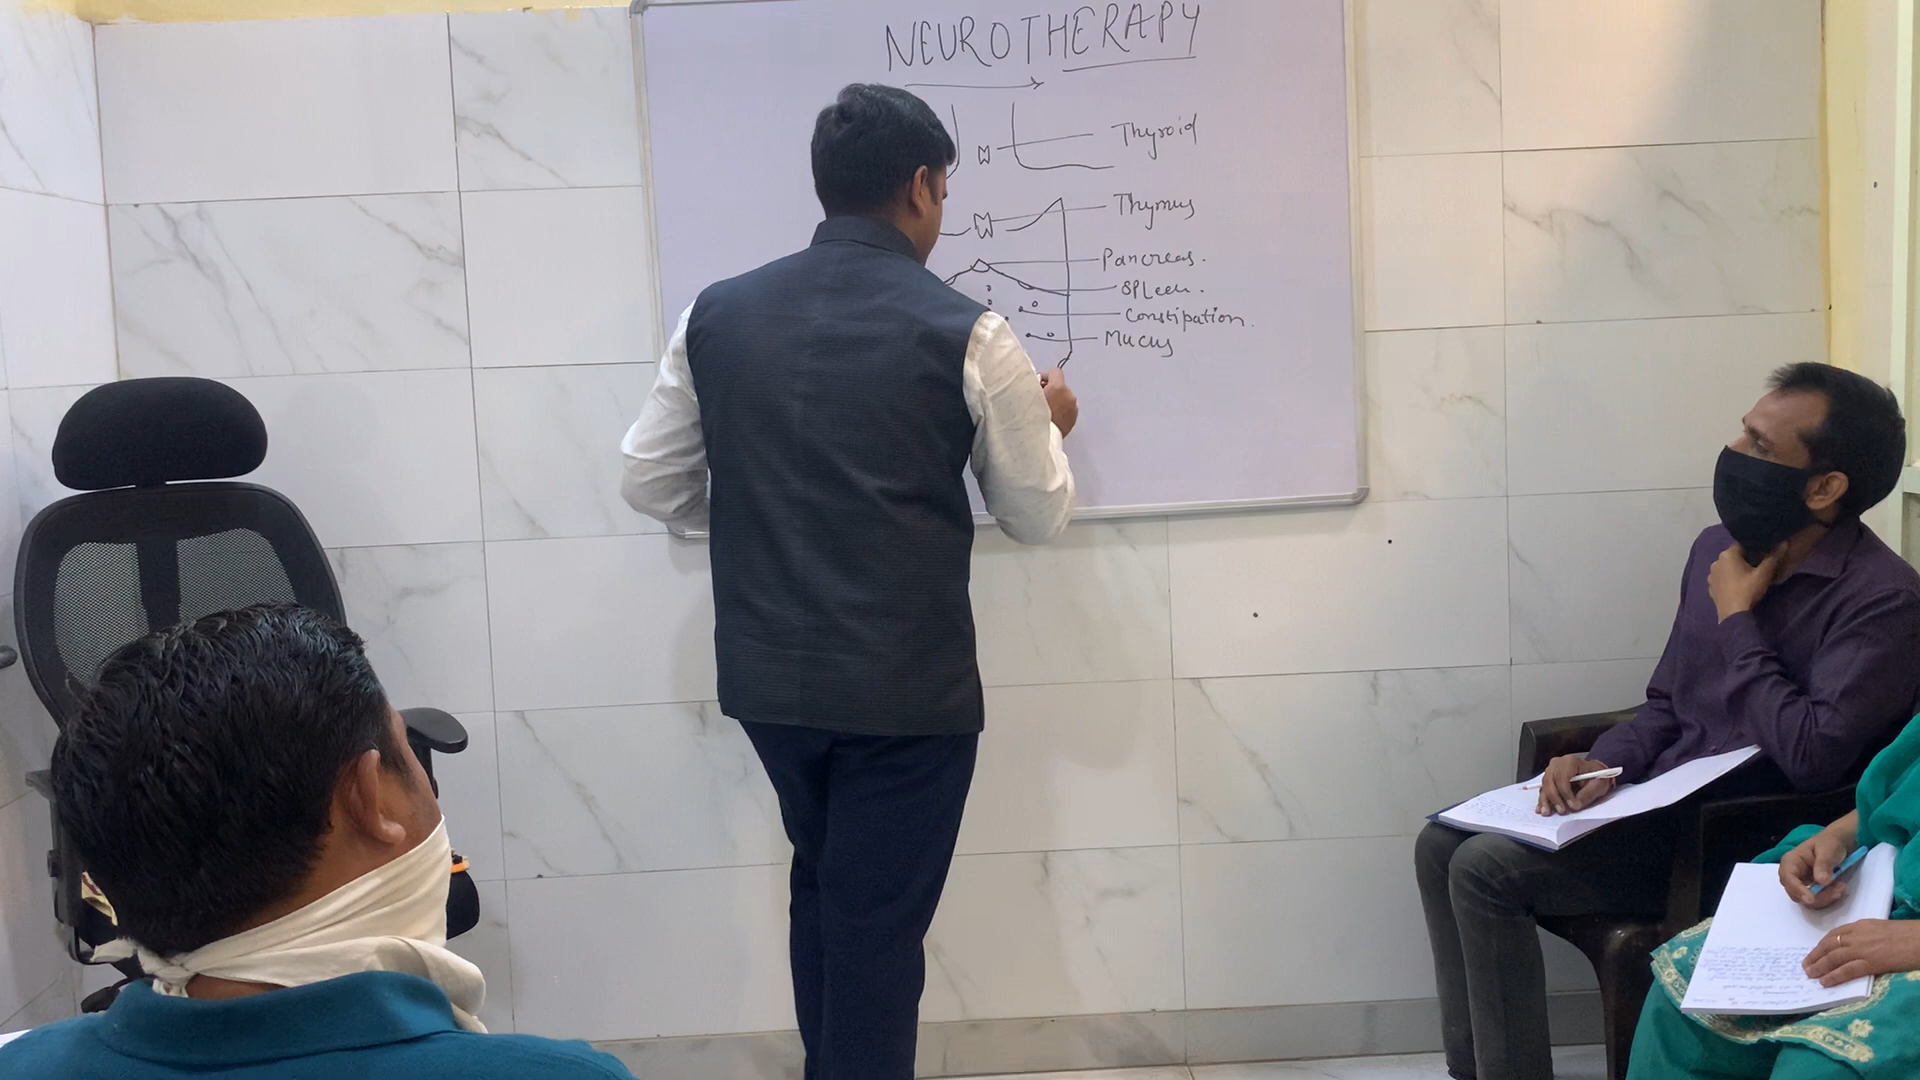 NEUROTHERAPY
Thyroid
Thymus
Pancreas.
SPLeen.
Constipation.
Mucus